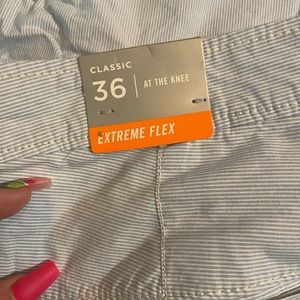 CLASSIC
36 | AT THE KNEE
EXTREME FLEX